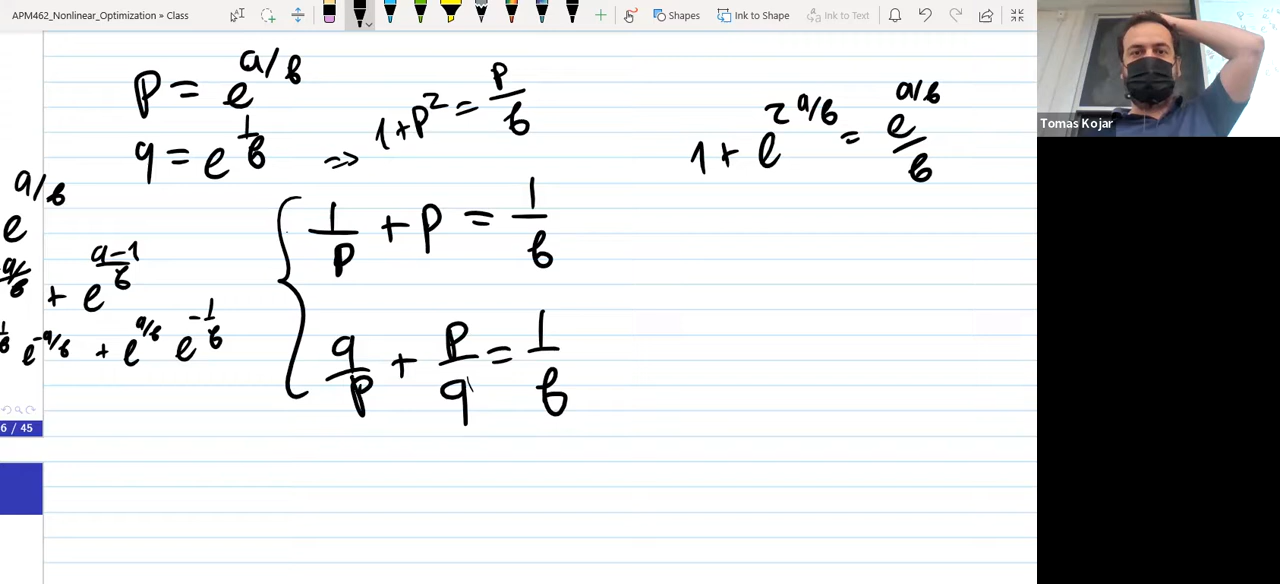 APM462_Nonlinear_Optimization » Class
Shapes Ink to Shape Ink to Text
Tomas Kojar
p = e^{a/b}
q = e^{1/b}
⇒ 1+p^2 = p/b
1 + e^{2a/b} = e^{a/b}/b
e^{a/b}
a/b + e^{(a-1)/b}
e^{-a/b} + e^{a/b} e^{-1/b}
1/p + p = 1/b
q/p + p/q = 1/b
6 / 45